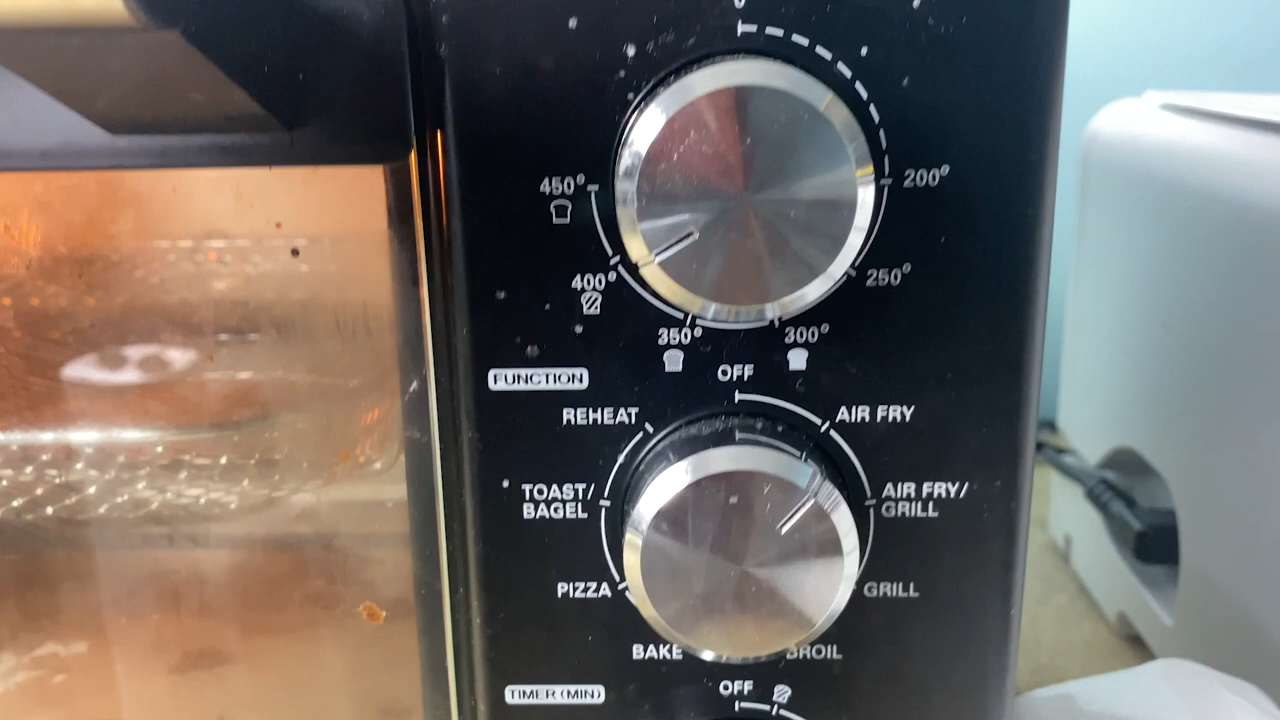 200°
450°
250°
400°
350°
300°
OFF
FUNCTION
REHEAT
AIR FRY
TOAST/
BAGEL
AIR FRY/
GRILL
PIZZA
GRILL
BAKE
BROIL
TIMER (MIN)
OFF